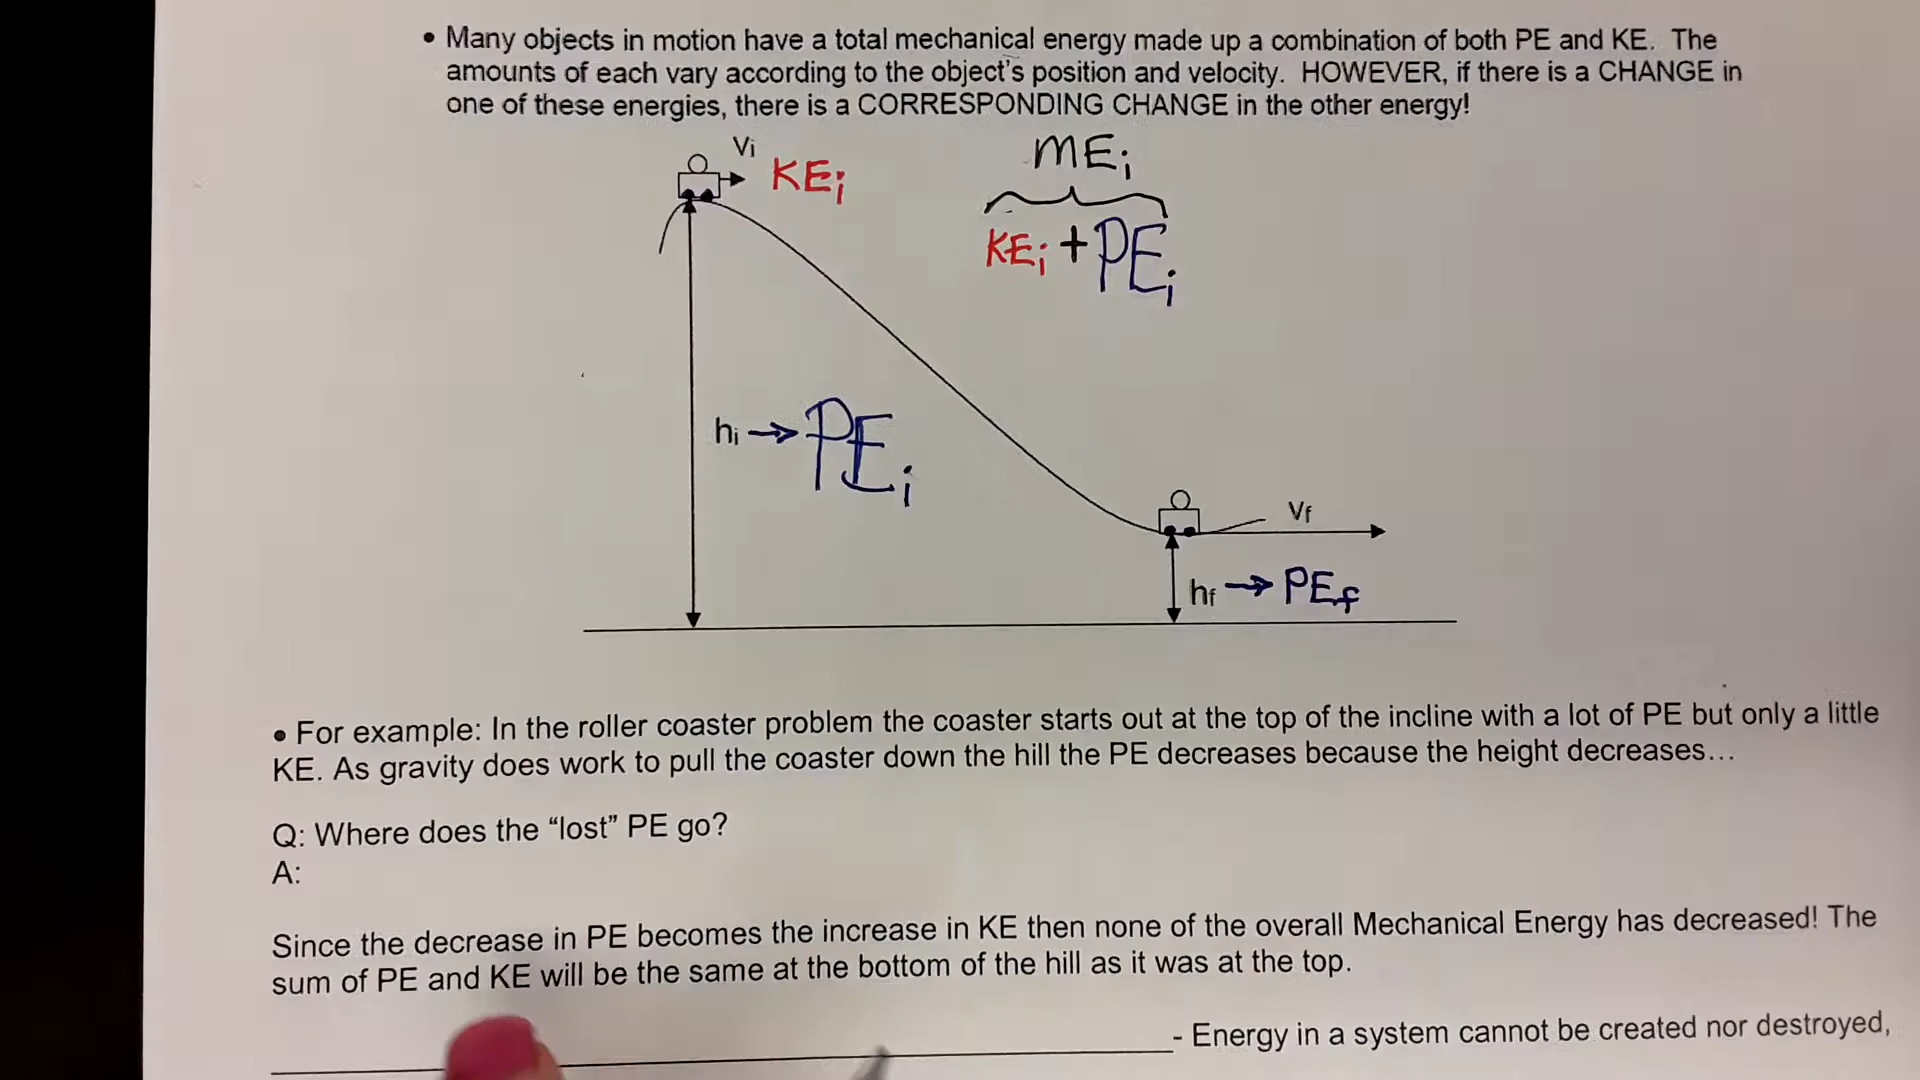 • Many objects in motion have a total mechanical energy made up a combination of both PE and KE. The
amounts of each vary according to the object's position and velocity. HOWEVER, if there is a CHANGE in
one of these energies, there is a CORRESPONDING CHANGE in the other energy!
Vi
KEi
MEi
KEi + PEi
hi → PEi
Vf
hf → PEf
• For example: In the roller coaster problem the coaster starts out at the top of the incline with a lot of PE but only a little
KE. As gravity does work to pull the coaster down the hill the PE decreases because the height decreases...
Q: Where does the “lost” PE go?
A:
Since the decrease in PE becomes the increase in KE then none of the overall Mechanical Energy has decreased! The
sum of PE and KE will be the same at the bottom of the hill as it was at the top.
- Energy in a system cannot be created nor destroyed,